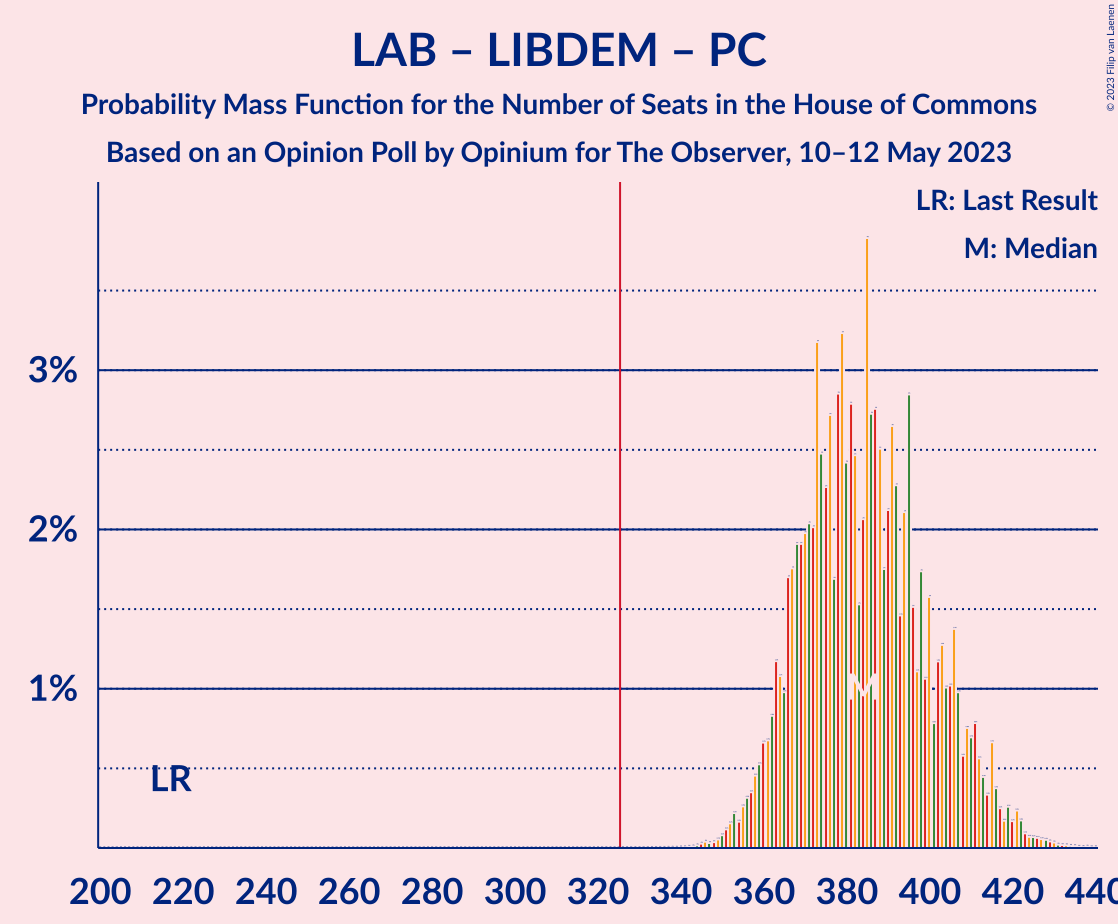 LAB – LIBDEM – PC
Probability Mass Function for the Number of Seats in the House of Commons
Based on an Opinion Poll by Opinium for The Observer, 10–12 May 2023
© 2023 Filip van Laenen
LR: Last Result
M: Median
3%
2%
1%
M
LR
200 220 240 260 280 300 320 340 360 380 400 420 440